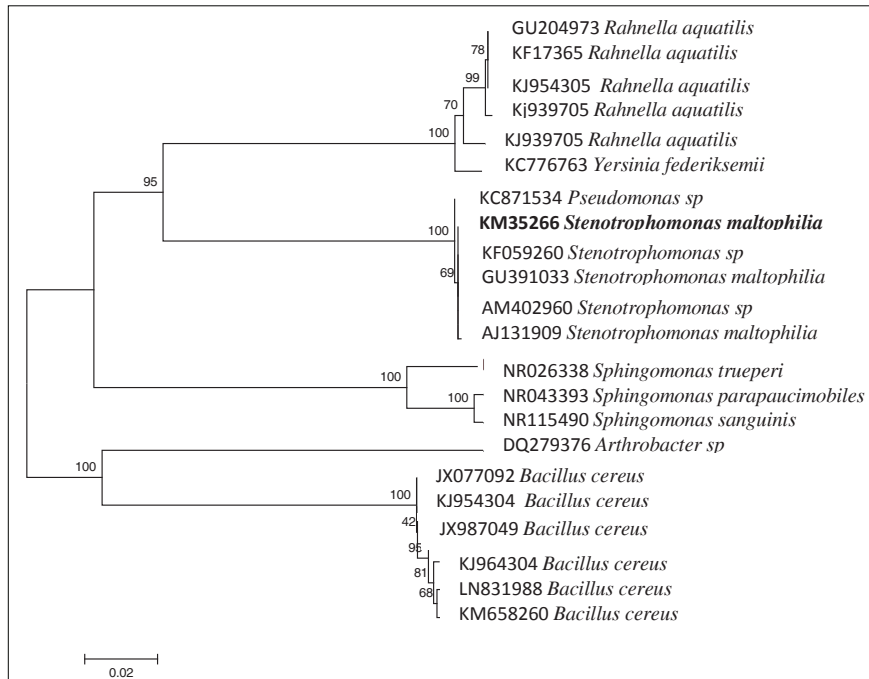 GU204973 Rahnella aquatilis
78
KF17365 Rahnella aquatilis
99
KJ954305 Rahnella aquatilis
70
Kj939705 Rahnella aquatilis
100
KJ939705 Rahnella aquatilis
KC776763 Yersinia federiksemii
95
KC871534 Pseudomonas sp
KM35266 Stenotrophomonas maltophilia
100
KF059260 Stenotrophomonas sp
69
GU391033 Stenotrophomonas maltophilia
AM402960 Stenotrophomonas sp
AJ131909 Stenotrophomonas maltophilia
NR026338 Sphingomonas trueperi
100
NR043393 Sphingomonas parapaucimobiles
100
NR115490 Sphingomonas sanguinis
DQ279376 Arthrobacter sp
100
JX077092 Bacillus cereus
100
KJ954304 Bacillus cereus
42
JX987049 Bacillus cereus
95
KJ964304 Bacillus cereus
81
LN831988 Bacillus cereus
68
KM658260 Bacillus cereus
0.02